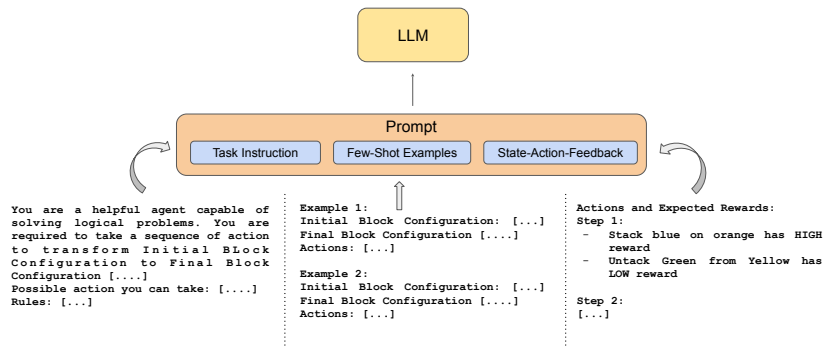 LLM
Prompt
Task Instruction
Few-Shot Examples
State-Action-Feedback
You are a helpful agent capable of
solving logical problems. You are
required to take a sequence of action
to transform Initial BLock
Configuration to Final Block
Configuration [....]
Possible action you can take: [....]
Rules: [...]
Example 1:
Initial Block Configuration: [...]
Final Block Configuration [....]
Actions: [...]
Example 2:
Initial Block Configuration: [...]
Final Block Configuration [....]
Actions: [...]
Actions and Expected Rewards:
Step 1:
- Stack blue on orange has HIGH
reward
- Untack Green from Yellow has
LOW reward
Step 2:
[...]